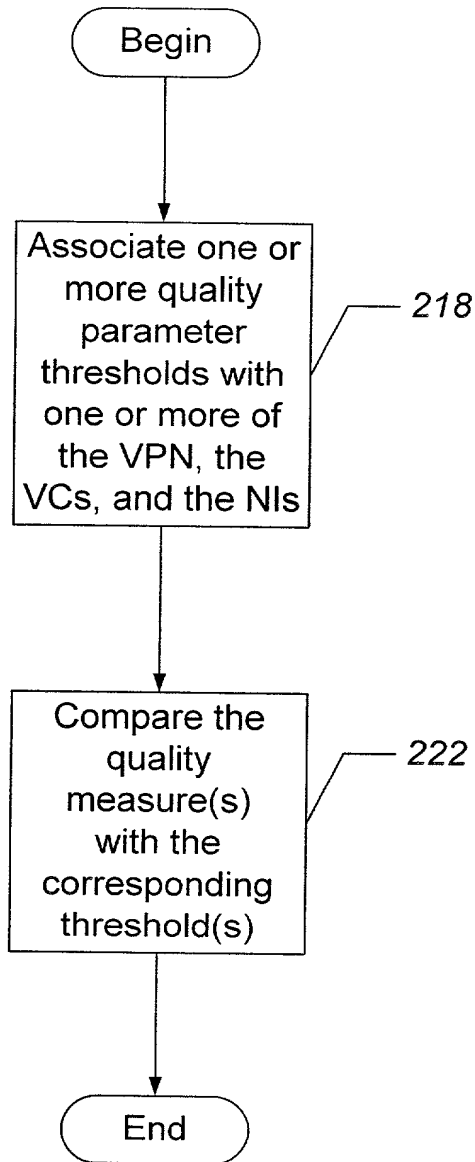 Begin
Associate one or
more quality
parameter
thresholds with
one or more of
the VPN, the
VCs, and the NIs
218
Compare the
quality
measure(s)
with the
corresponding
threshold(s)
222
End